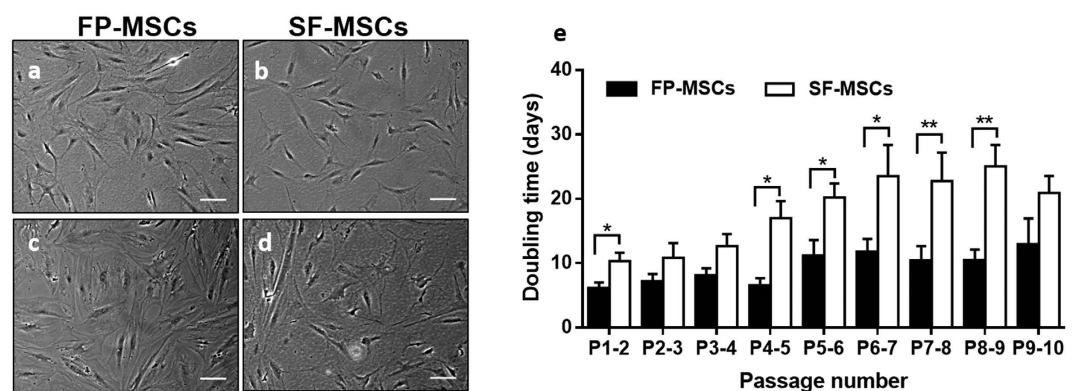 FP-MSCs SF-MSCs
a
b
c
d
e
Doubling time (days)
40
30
20
10
0
FP-MSCs SF-MSCs
*
*
*
*
**
**
P1-2 P2-3 P3-4 P4-5 P5-6 P6-7 P7-8 P8-9 P9-10
Passage number